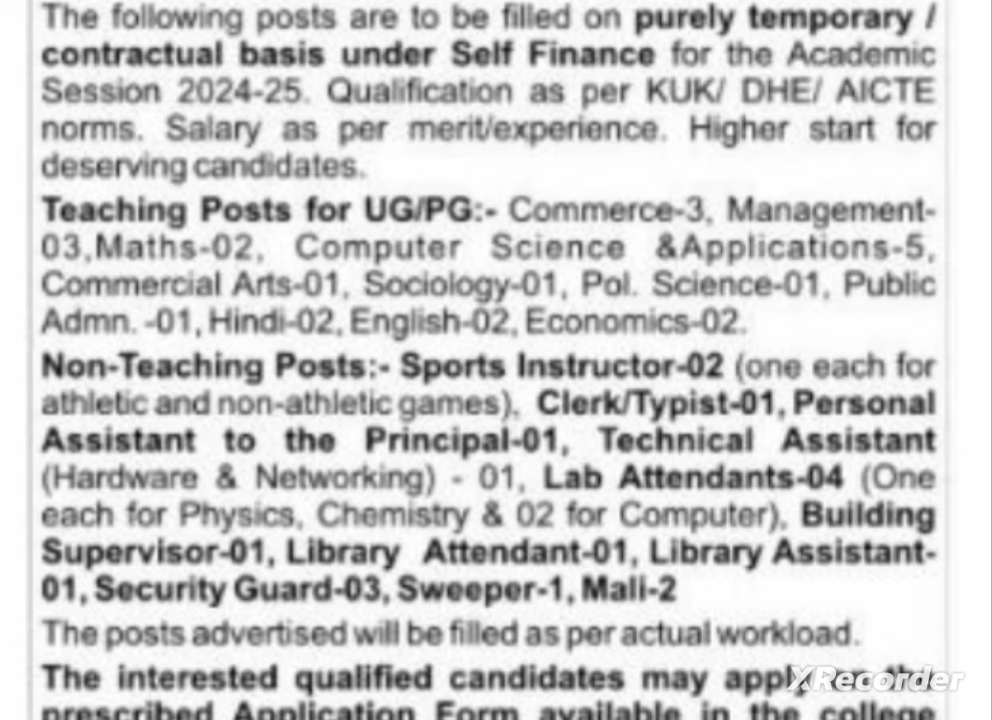 The following posts are to be filled on purely temporary /
contractual basis under Self Finance for the Academic
Session 2024-25. Qualification as per KUK/ DHE/ AICTE
norms. Salary as per merit/experience. Higher start for
deserving candidates.
Teaching Posts for UG/PG:- Commerce-3, Management-
03,Maths-02, Computer Science &Applications-5,
Commercial Arts-01, Sociology-01, Pol. Science-01, Public
Admn. -01, Hindi-02, English-02, Economics-02.
Non-Teaching Posts:- Sports Instructor-02 (one each for
athletic and non-athletic games), Clerk/Typist-01, Personal
Assistant to the Principal-01, Technical Assistant
(Hardware & Networking) - 01, Lab Attendants-04 (One
each for Physics, Chemistry & 02 for Computer), Building
Supervisor-01, Library Attendant-01, Library Assistant-
01, Security Guard-03, Sweeper-1, Mali-2
The posts advertised will be filled as per actual workload.
The interested qualified candidates may
XRecorder
prescribed Application Form available in the college